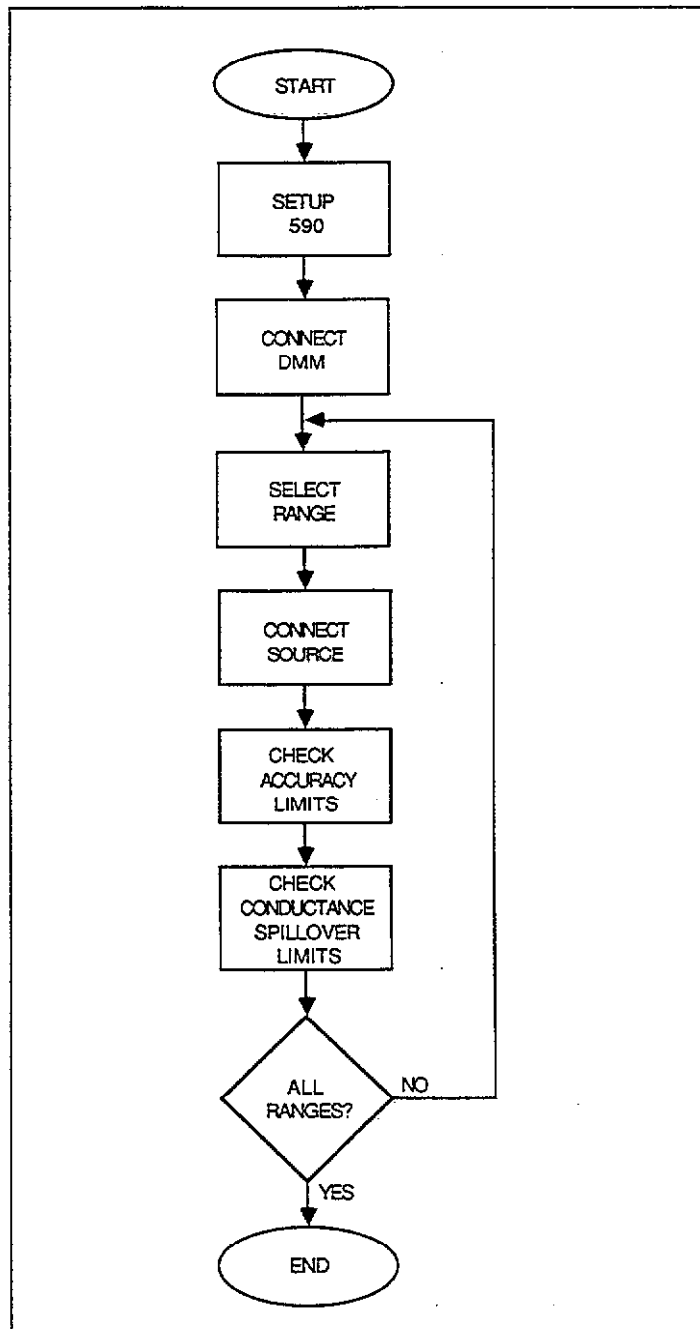 START
SETUP
590
CONNECT
DMM
SELECT
RANGE
CONNECT
SOURCE
CHECK
ACCURACY
LIMITS
CHECK
CONDUCTANCE
SPILLOVER
LIMITS
ALL
RANGES?
NO
YES
END